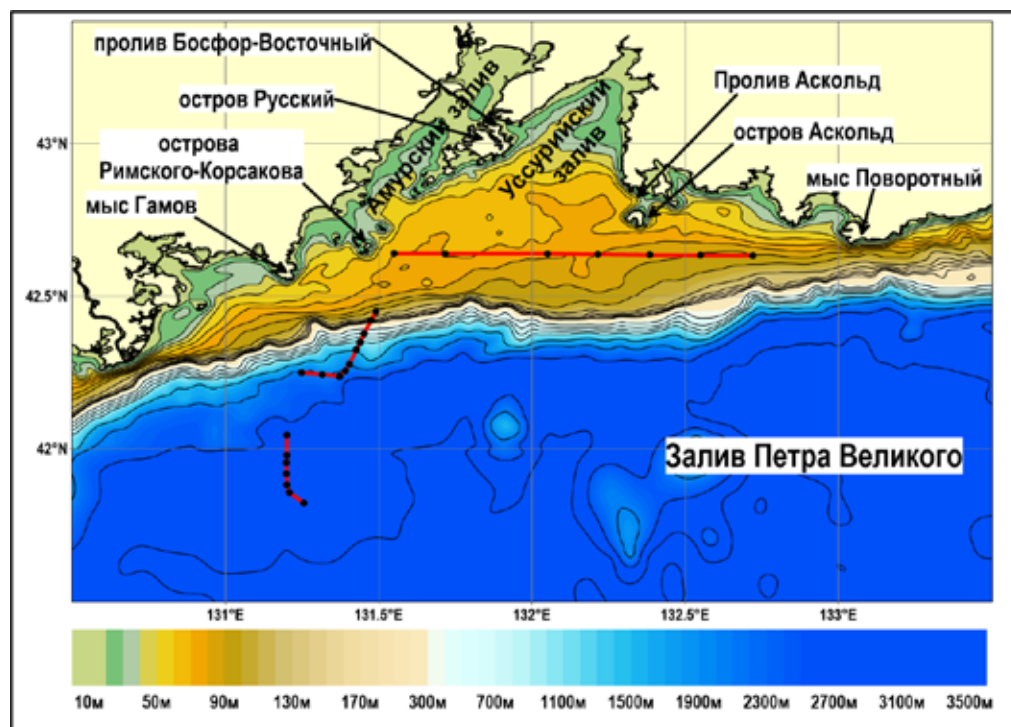 пролив Босфор-Восточный
остров Русский
острова
Римского-Корсакова
мыс Гамов
Амурский залив
Уссурийский
залив
Пролив Аскольд
остров Аскольд
мыс Поворотный
43°N
42.5°N
42°N
Залив Петра Великого
131°E
131.5°E
132°E
132.5°E
133°E
10м
50м
90м
130м
170м
300м
700м
1100м
1500м
1900м
2300м
2700м
3100м
3500м